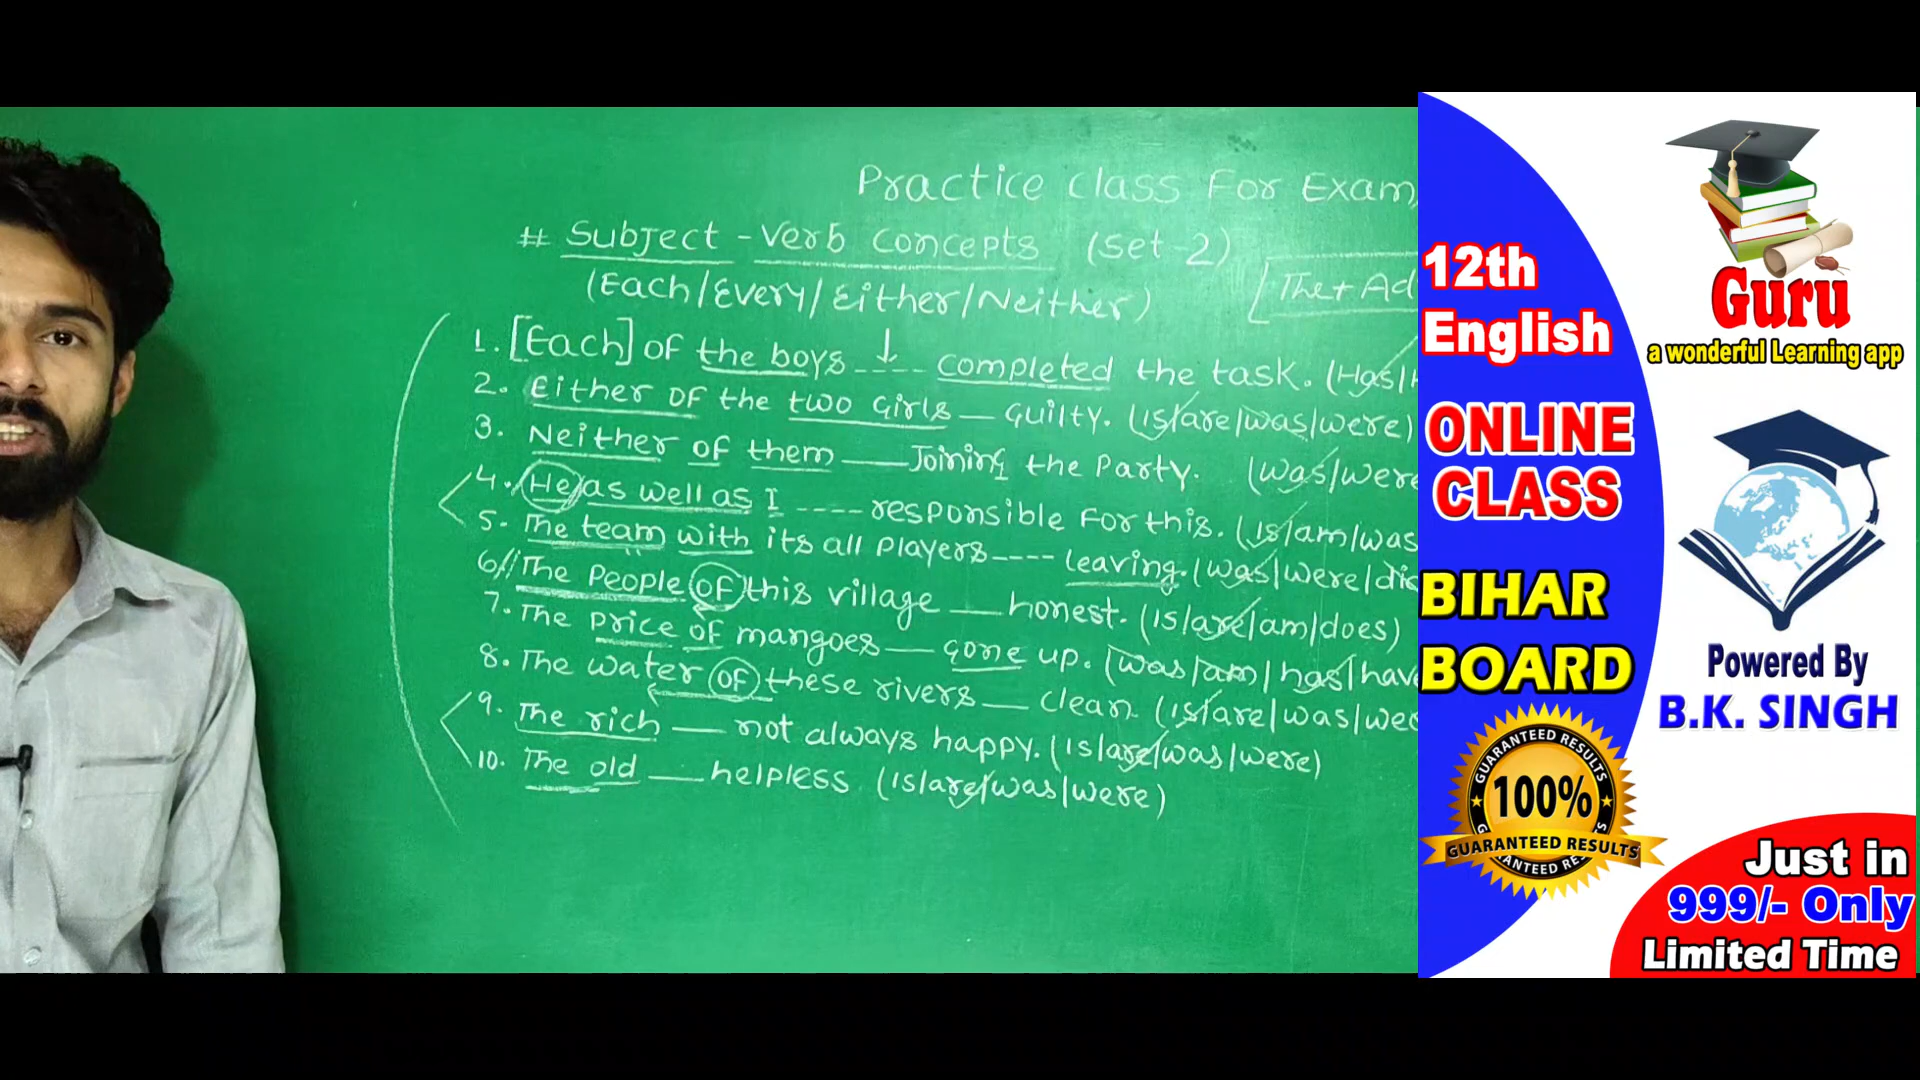 Practice Class For Exam
# Subject - Verb Concepts (Set-2)
(Each/Every/Either/Neither)
[The + Ad
1. [Each] of the boys ---- completed the task. (Has/
2. Either of the two Girls — Guilty. (is/are/was/were)
3. Neither of them — Joining the Party. (was/were
4. He as well as I ---- responsible for this. (is/am/was
5. The team with its all players ---- leaving. (was/were/
6. The People of this village — honest. (is/are/am/does)
7. The price of mangoes — gone up. (was/am/has/have
8. The water of these rivers — clean. (is/are/was/
9. The rich — not always happy. (is/are/was/were)
10. The old — helpless (is/are/was/were)
12th
English
ONLINE
CLASS
BIHAR
BOARD
GUARANTEED RESULTS
100%
GUARANTEED RESULTS
Guru
a wonderful Learning app
Powered By
B.K. SINGH
Just in
999/- Only
Limited Time